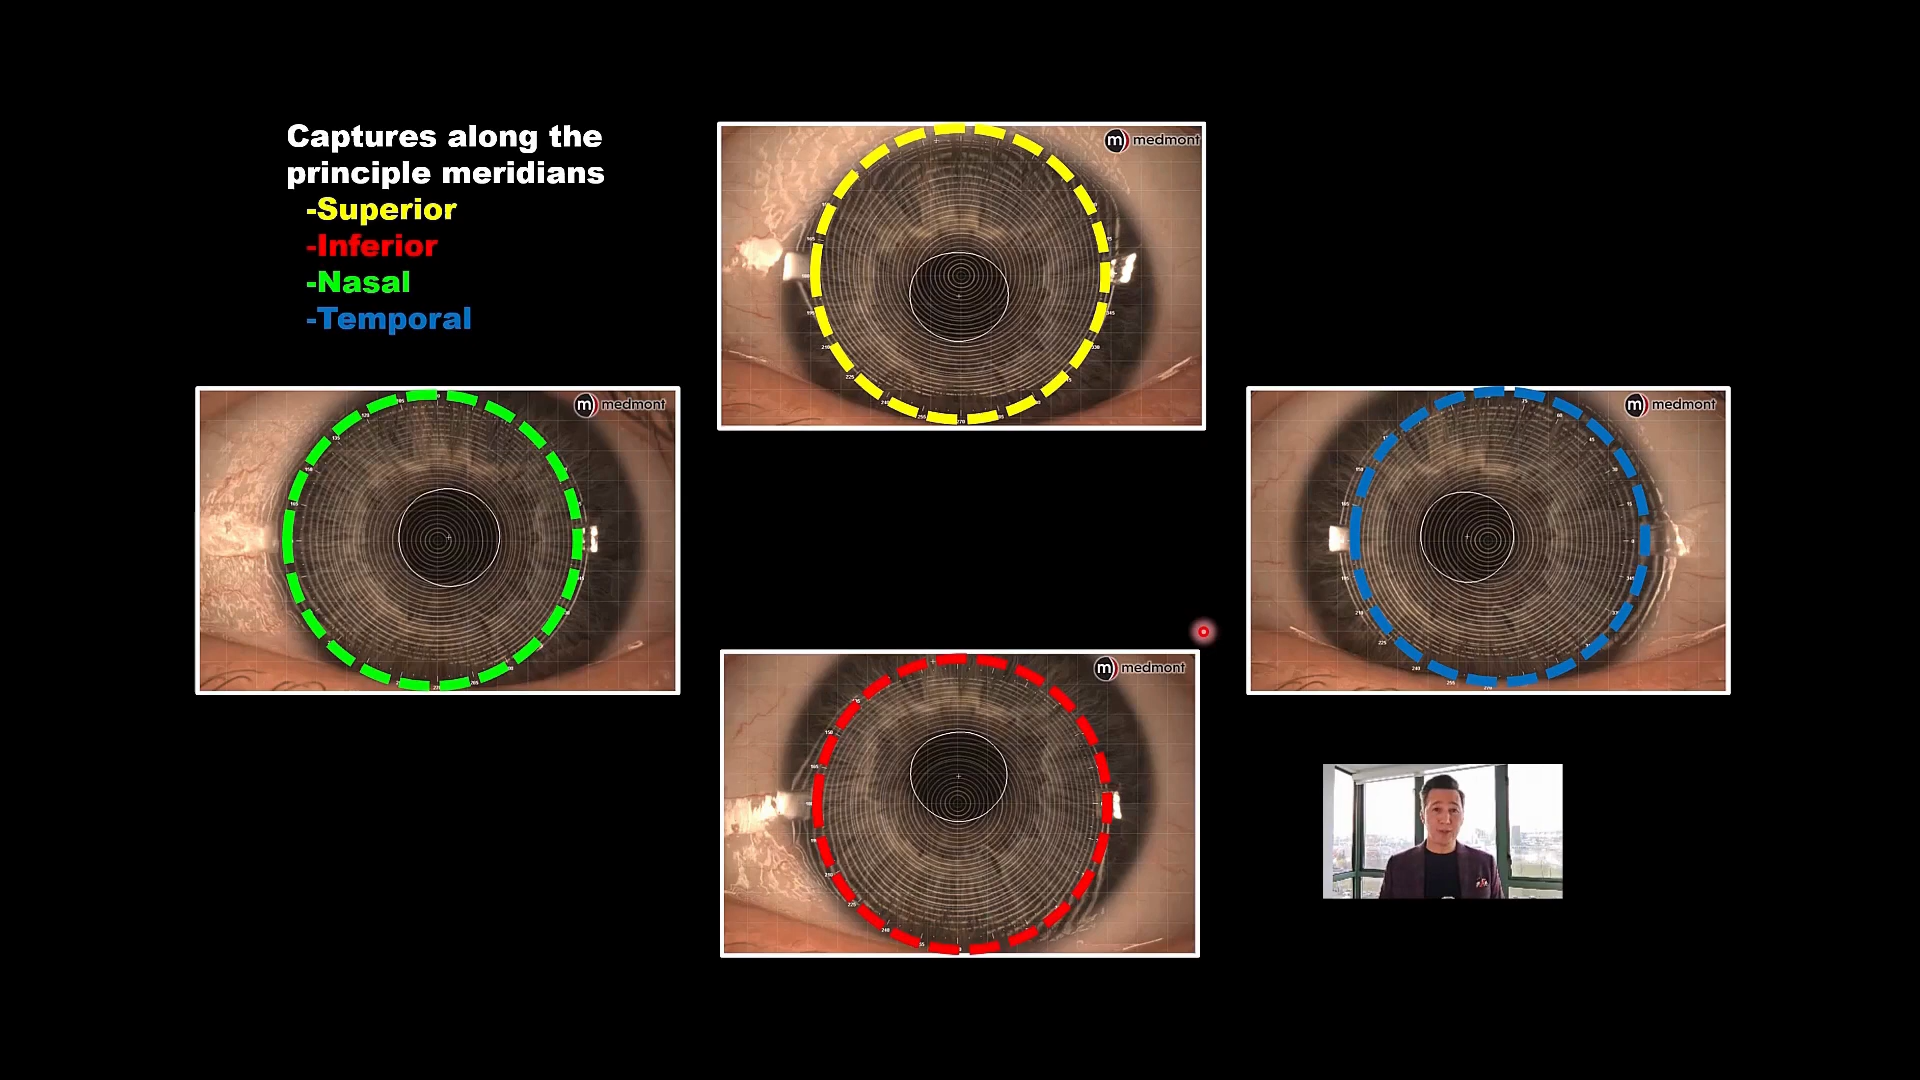 Captures along the
principle meridians
-Superior
-Inferior
-Nasal
-Temporal
m medmont
m medmont
m medmont
m medmont